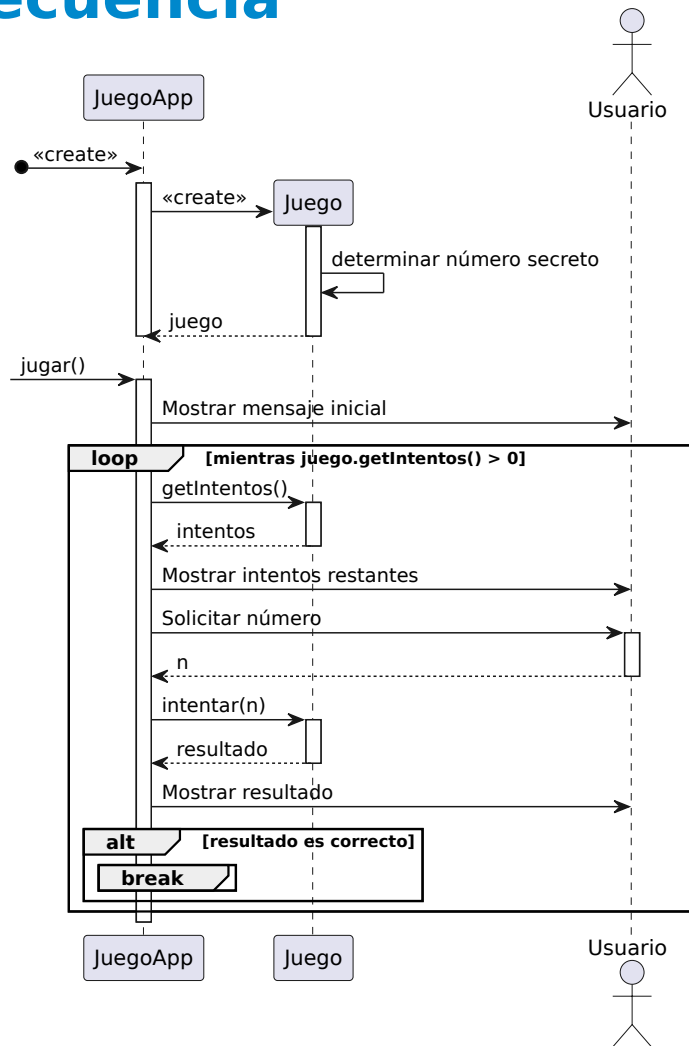 ecuencia
JuegoApp
Usuario
«create»
«create»
Juego
determinar número secreto
juego
jugar()
Mostrar mensaje inicial
loop [mientras juego.getIntentos() > 0]
getIntentos()
intentos
Mostrar intentos restantes
Solicitar número
n
intentar(n)
resultado
Mostrar resultado
alt [resultado es correcto]
break
JuegoApp
Juego
Usuario